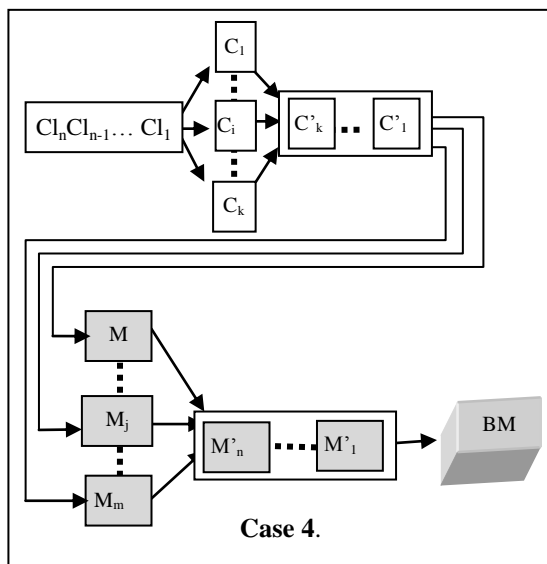 C₁
ClₙClₙ₋₁… Cl₁
Cᵢ
C’ₖ
C’₁
Cₖ
M
Mⱼ
M’ₙ
M’₁
BM
Mₘ
Case 4.